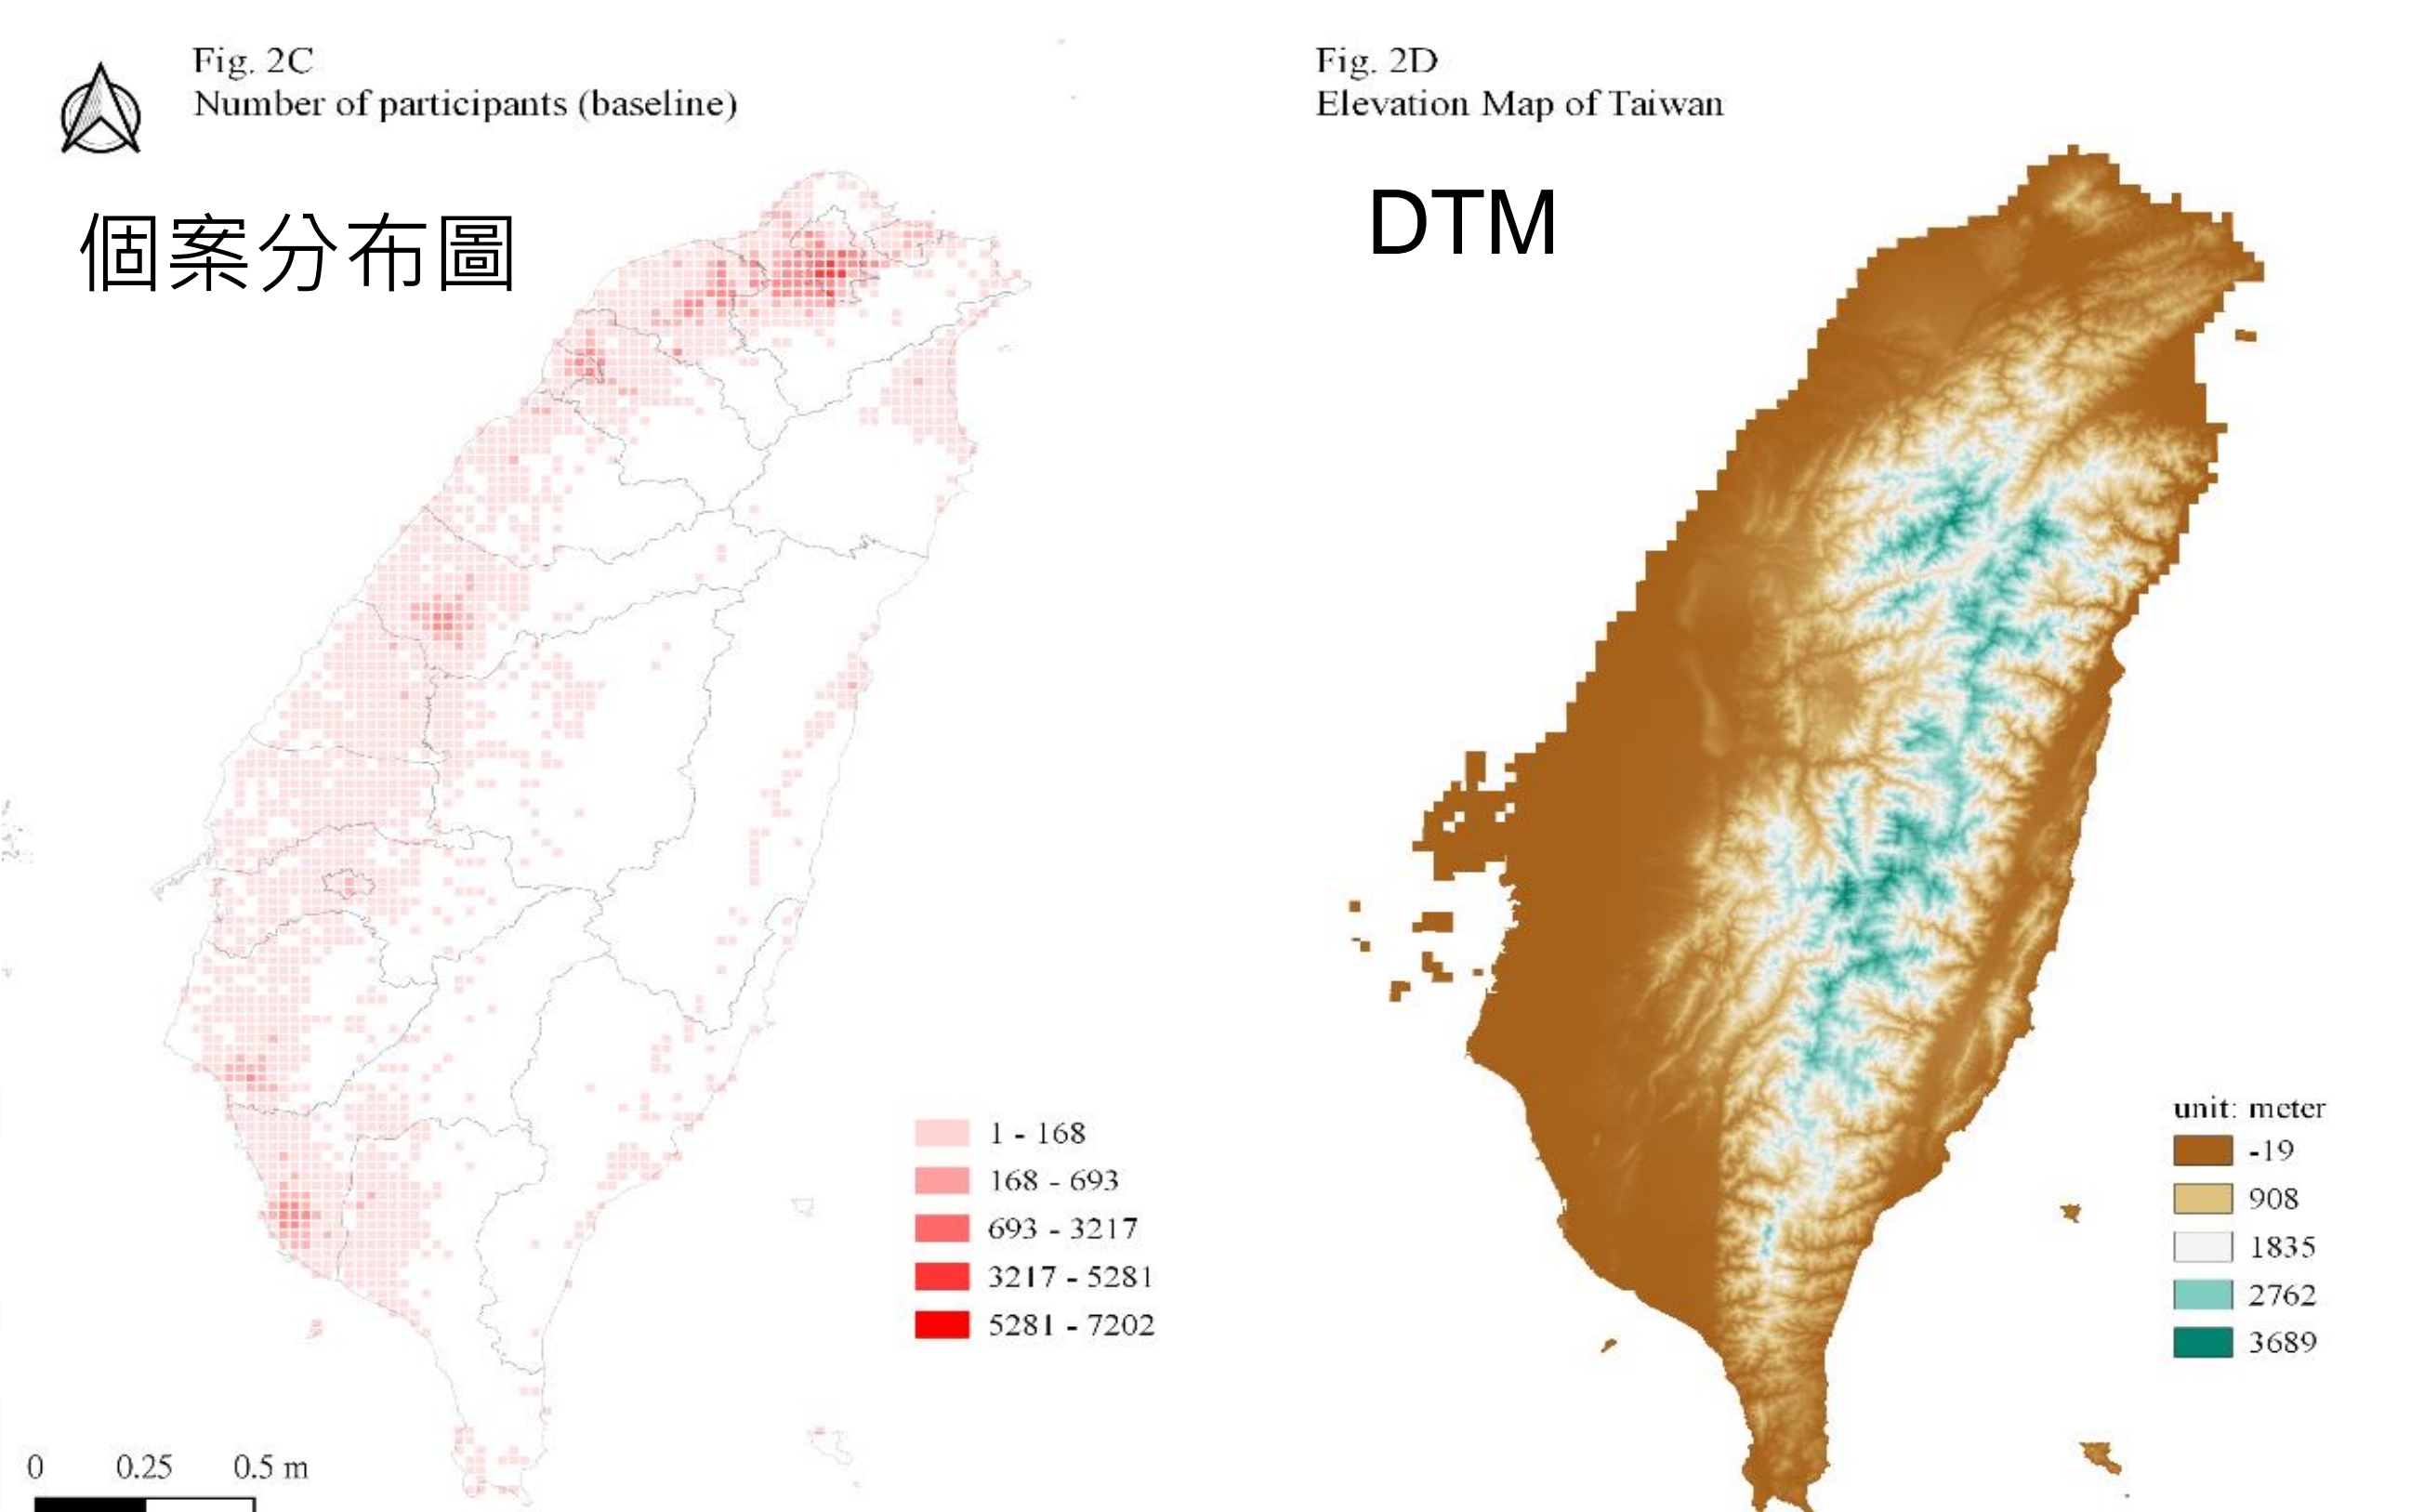 Fig. 2C
Number of participants (baseline)
個案分布圖
1 - 168
168 - 693
693 - 3217
3217 - 5281
5281 - 7202
0 0.25 0.5 m
Fig. 2D
Elevation Map of Taiwan
DTM
unit: meter
-19
908
1835
2762
3689